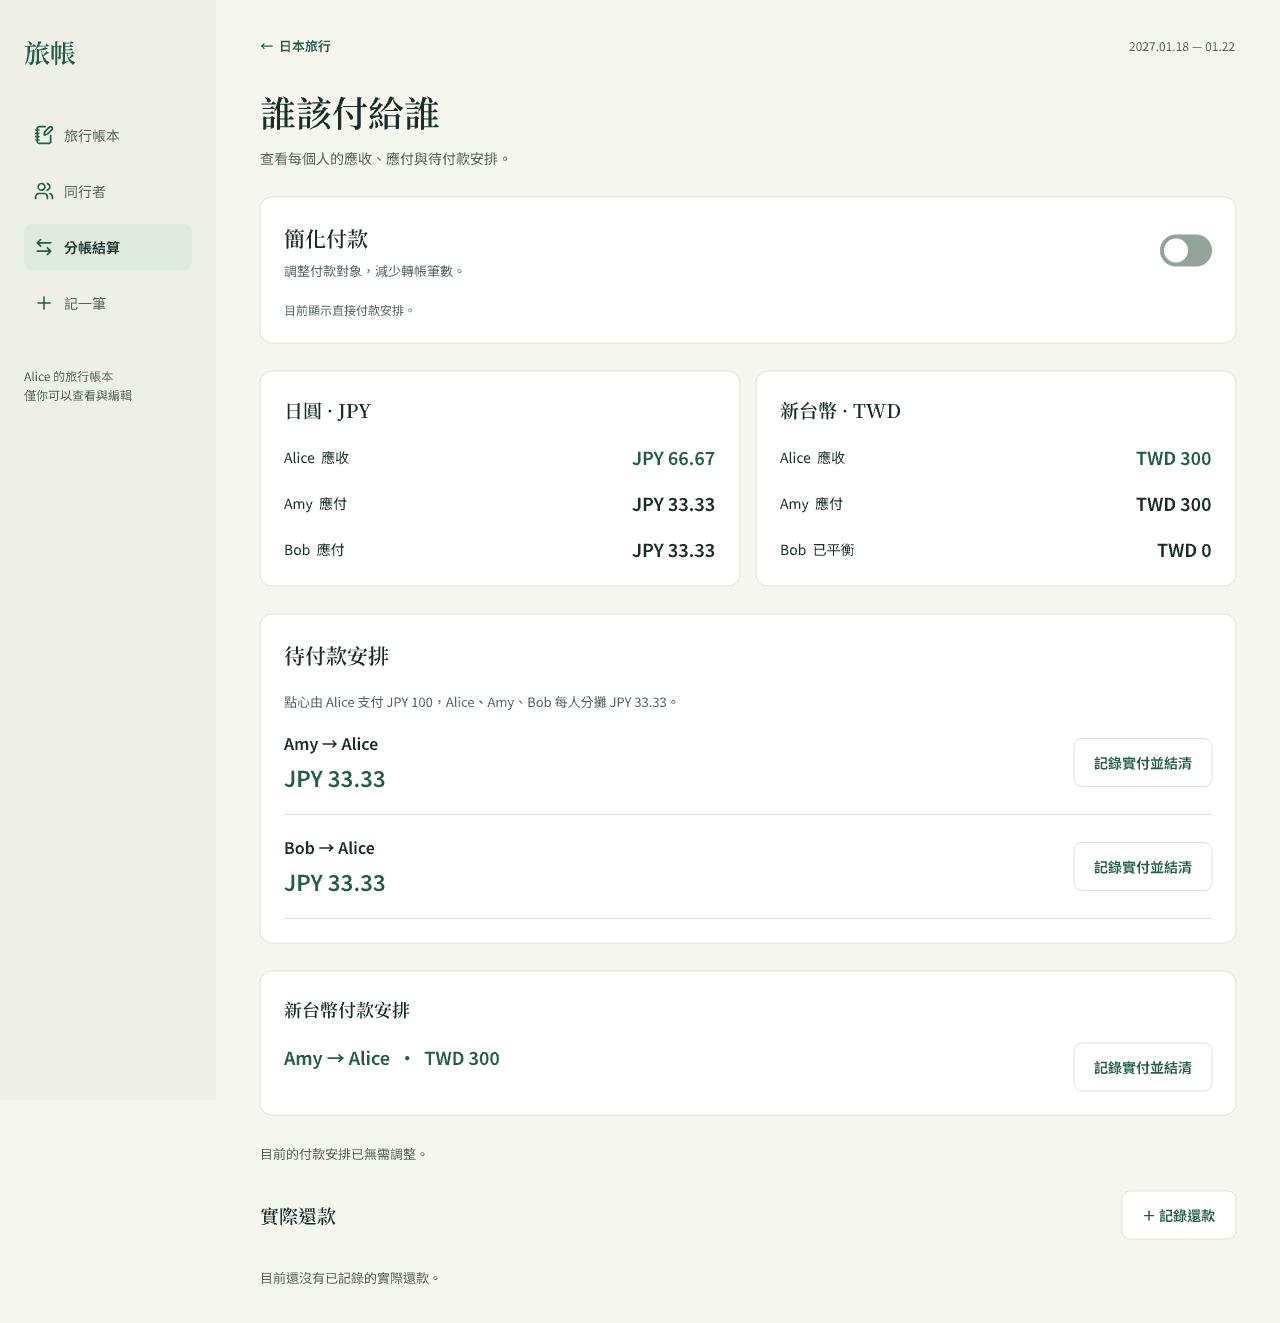 旅帳
旅行帳本
同行者
分帳結算
記一筆
Alice 的旅行帳本
僅你可以查看與編輯
← 日本旅行
2027.01.18 — 01.22
誰該付給誰
查看每個人的應收、應付與待付款安排。
簡化付款
調整付款對象，減少轉帳筆數。
目前顯示直接付款安排。
日圓 · JPY
Alice 應收 JPY 66.67
Amy 應付 JPY 33.33
Bob 應付 JPY 33.33
新台幣 · TWD
Alice 應收 TWD 300
Amy 應付 TWD 300
Bob 已平衡 TWD 0
待付款安排
點心由 Alice 支付 JPY 100，Alice、Amy、Bob 每人分攤 JPY 33.33。
Amy → Alice
JPY 33.33
記錄實付並結清
Bob → Alice
JPY 33.33
記錄實付並結清
新台幣付款安排
Amy → Alice ・ TWD 300
記錄實付並結清
目前的付款安排已無需調整。
實際還款
＋ 記錄還款
目前還沒有已記錄的實際還款。